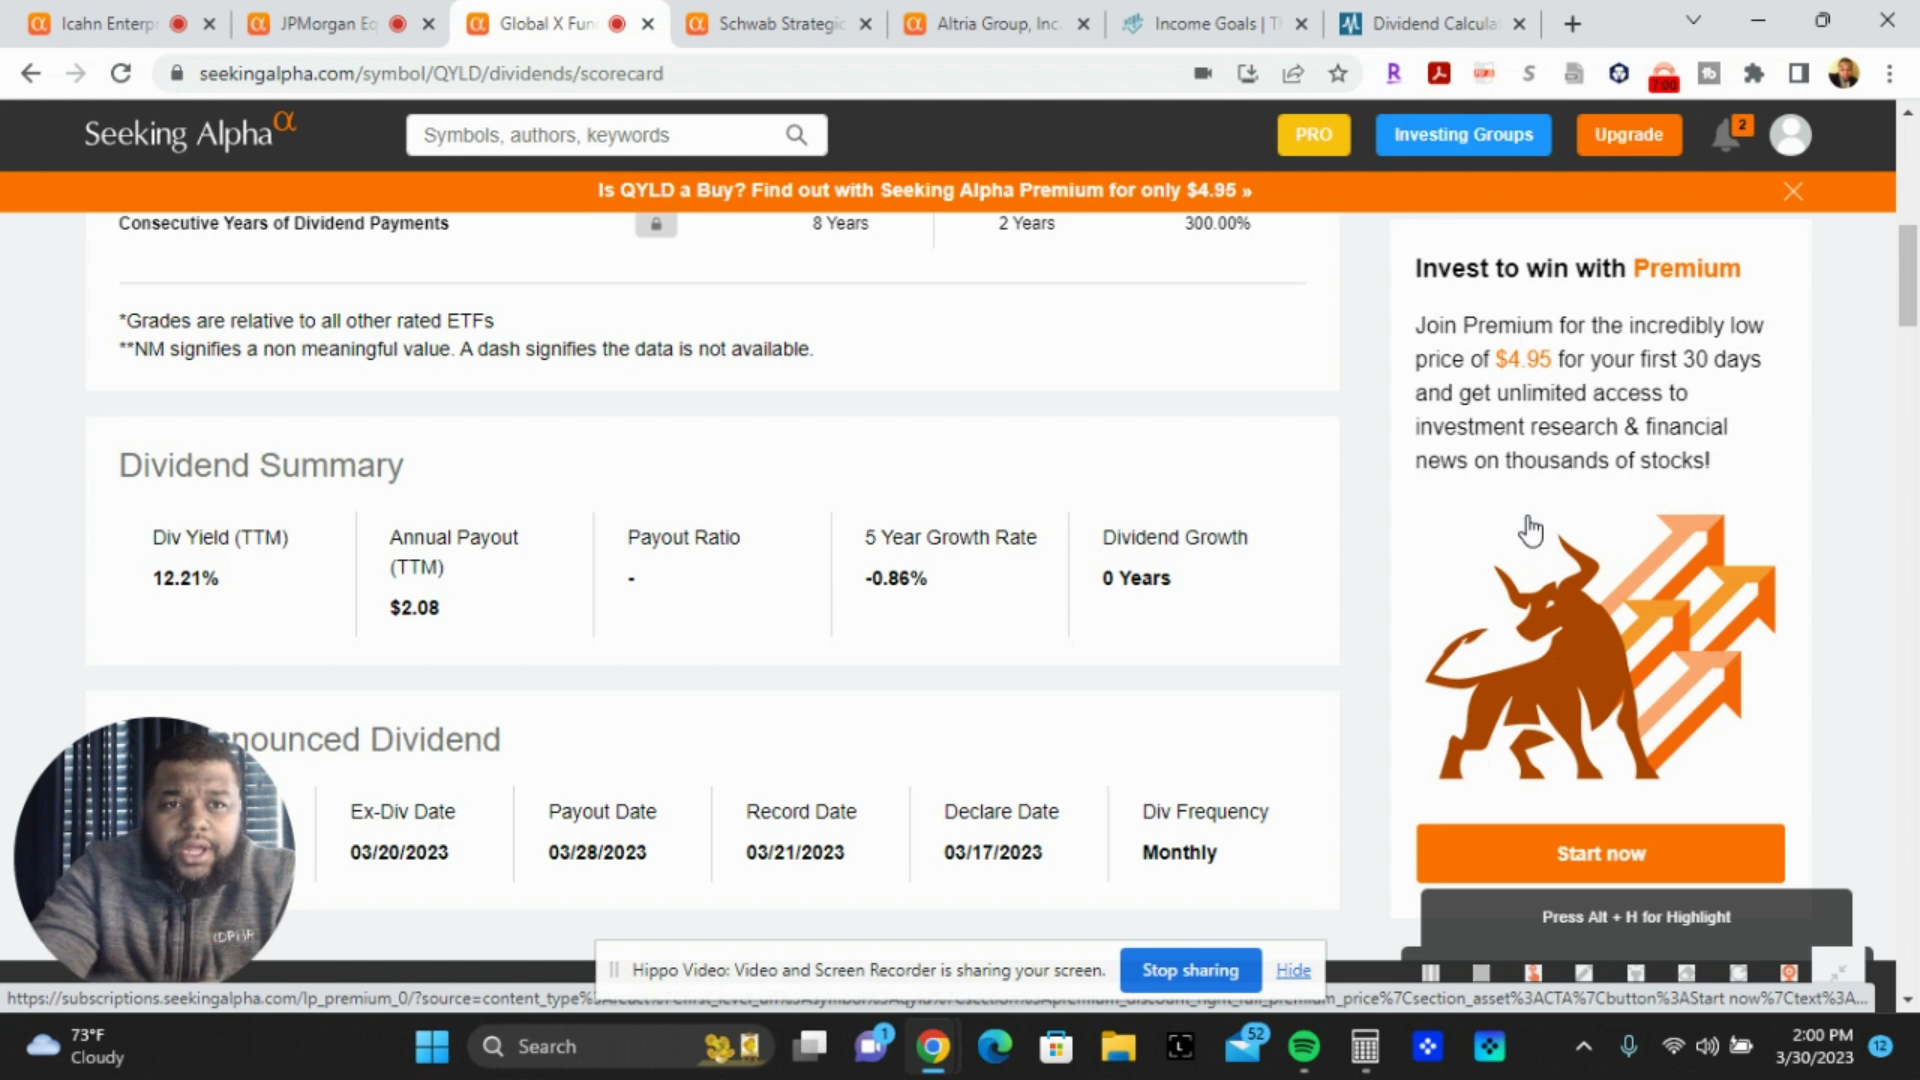 Icahn Enterp
JPMorgan Eq
Global X Fun
Schwab Strategic
Altria Group, Inc.
Income Goals | T
Dividend Calcula
seekingalpha.com/symbol/QYLD/dividends/scorecard
7:00
Seeking Alpha α
Symbols, authors, keywords
PRO
Investing Groups
Upgrade
2
Is QYLD a Buy? Find out with Seeking Alpha Premium for only $4.95 »
Consecutive Years of Dividend Payments
8 Years
2 Years
300.00%
*Grades are relative to all other rated ETFs
**NM signifies a non meaningful value. A dash signifies the data is not available.
Dividend Summary
Div Yield (TTM)
12.21%
Annual Payout
(TTM)
$2.08
Payout Ratio
-
5 Year Growth Rate
-0.86%
Dividend Growth
0 Years
nounced Dividend
Ex-Div Date
03/20/2023
Payout Date
03/28/2023
Record Date
03/21/2023
Declare Date
03/17/2023
Div Frequency
Monthly
Invest to win with Premium
Join Premium for the incredibly low
price of $4.95 for your first 30 days
and get unlimited access to
investment research & financial
news on thousands of stocks!
Start now
Press Alt + H for Highlight
Hippo Video: Video and Screen Recorder is sharing your screen.
Stop sharing
Hide
73°F
Cloudy
Search
1
52
2:00 PM
3/30/2023
12